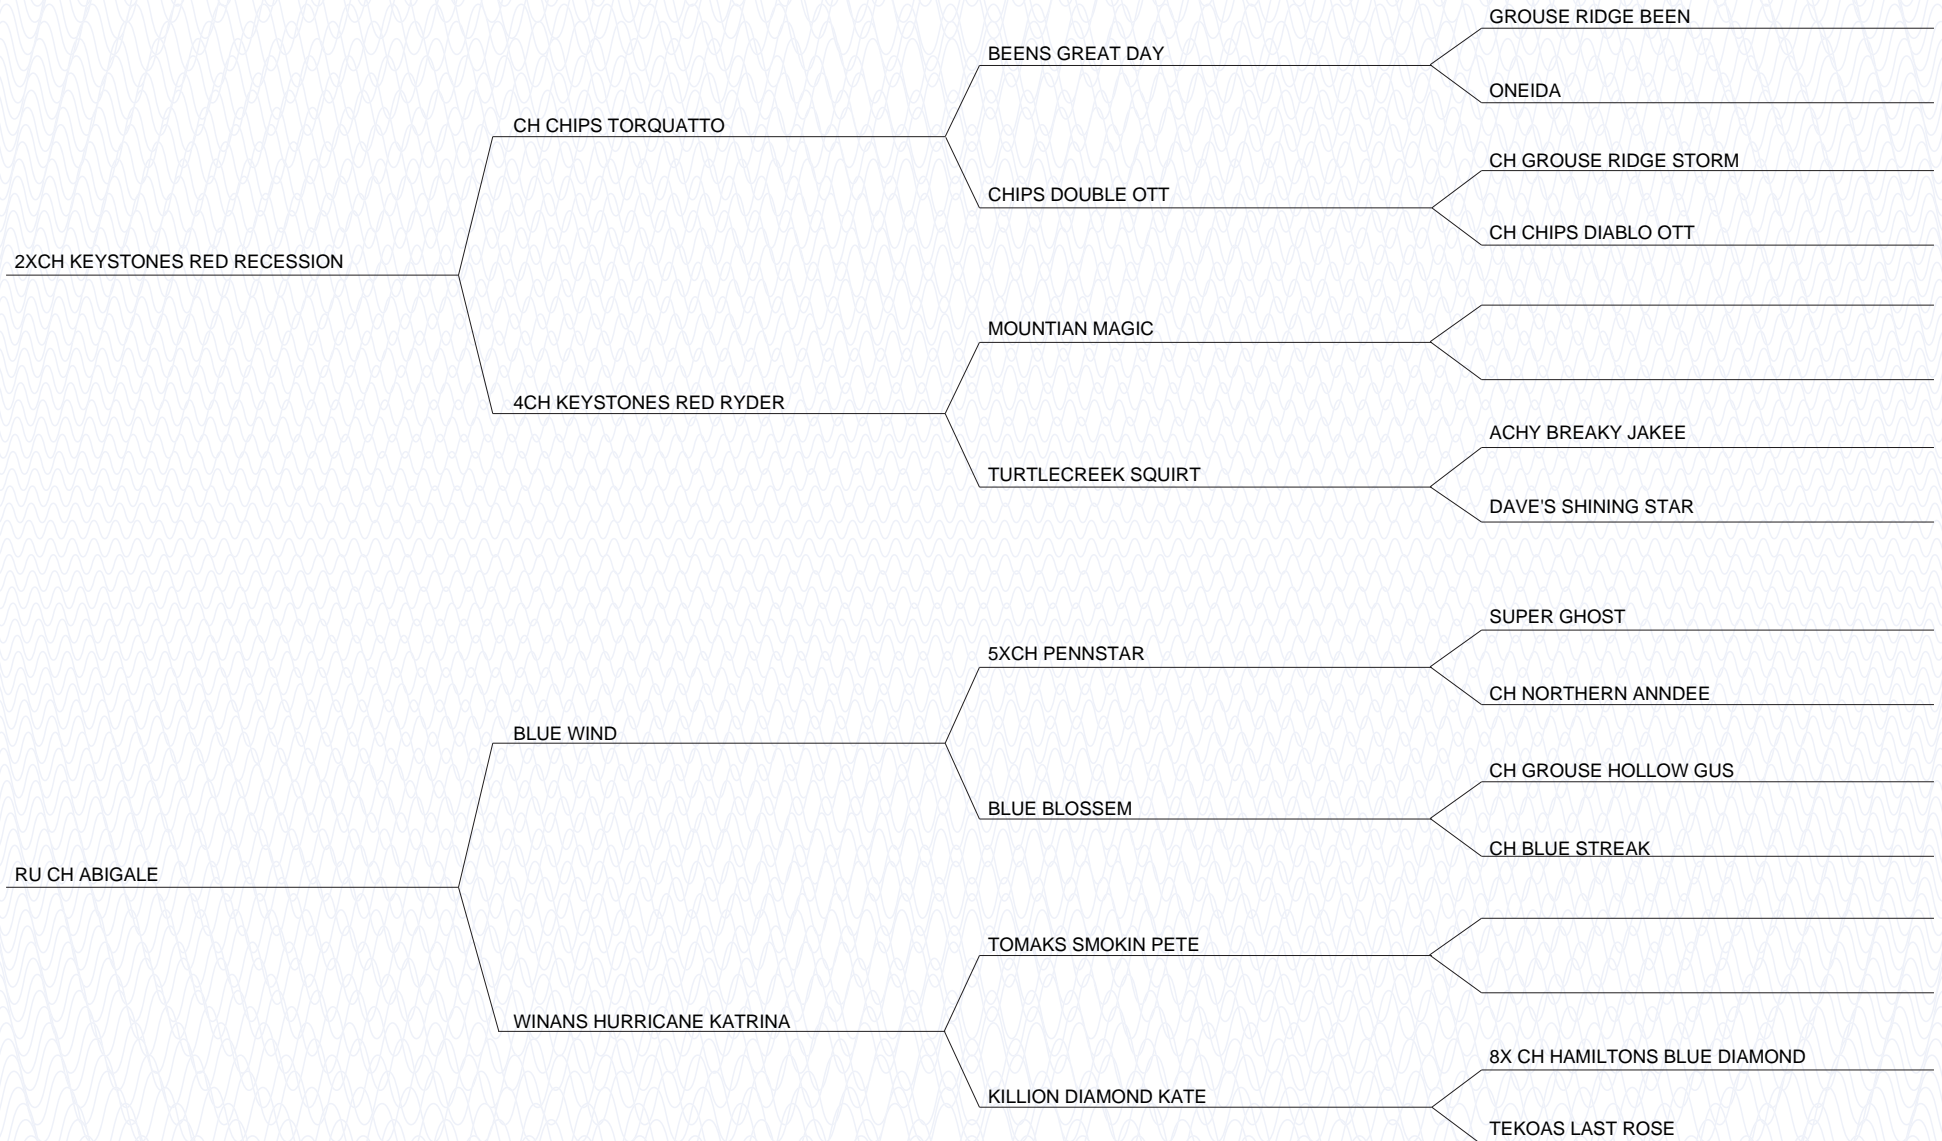 GROUSE RIDGE BEEN
BEENS GREAT DAY
ONEIDA
CH CHIPS TORQUATTO
CH GROUSE RIDGE STORM
CHIPS DOUBLE OTT
CH CHIPS DIABLO OTT
2XCH KEYSTONES RED RECESSION
MOUNTIAN MAGIC
4CH KEYSTONES RED RYDER
ACHY BREAKY JAKEE
TURTLECREEK SQUIRT
DAVE'S SHINING STAR
SUPER GHOST
5XCH PENNSTAR
CH NORTHERN ANNDEE
BLUE WIND
CH GROUSE HOLLOW GUS
BLUE BLOSSEM
CH BLUE STREAK
RU CH ABIGALE
TOMAKS SMOKIN PETE
WINANS HURRICANE KATRINA
8X CH HAMILTONS BLUE DIAMOND
KILLION DIAMOND KATE
TEKOAS LAST ROSE